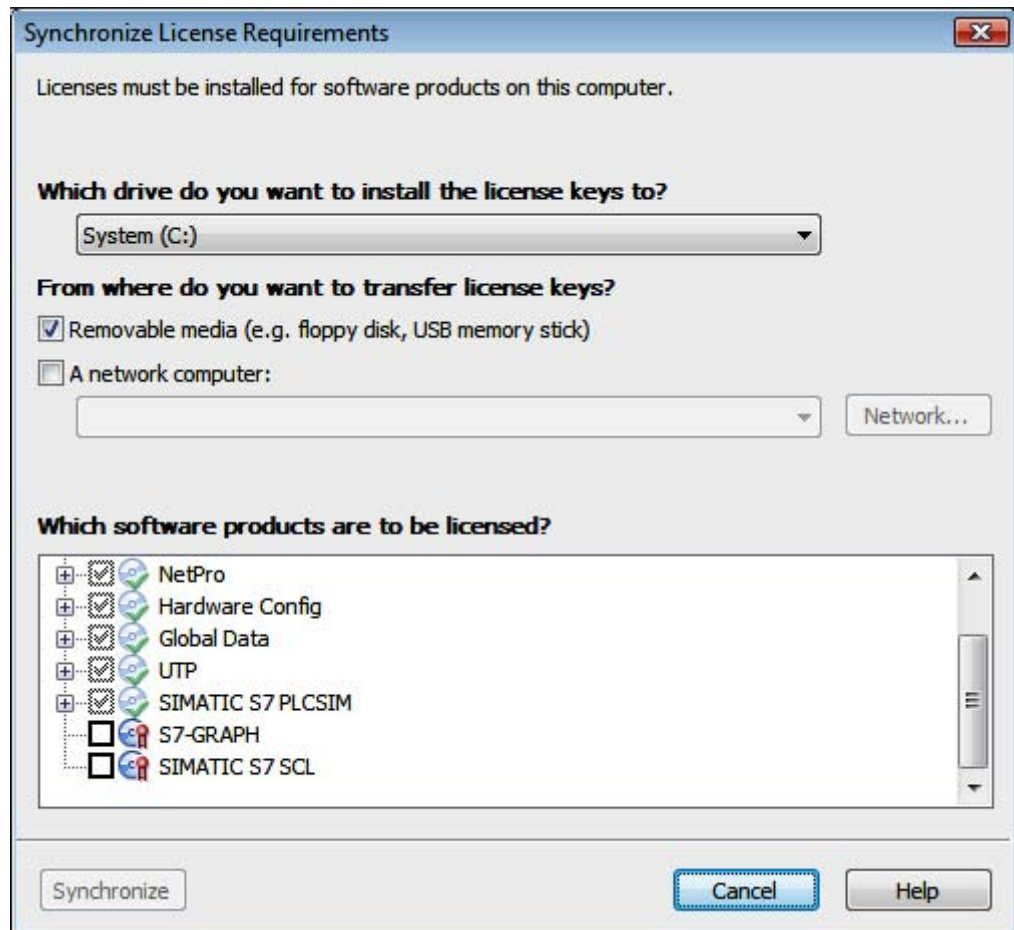 Synchronize License Requirements
Licenses must be installed for software products on this computer.
Which drive do you want to install the license keys to?
System (C:)
From where do you want to transfer license keys?
Removable media (e.g. floppy disk, USB memory stick)
A network computer:
Network...
Which software products are to be licensed?
NetPro
Hardware Config
Global Data
UTP
SIMATIC S7 PLCSIM
S7-GRAPH
SIMATIC S7 SCL
Synchronize Cancel Help